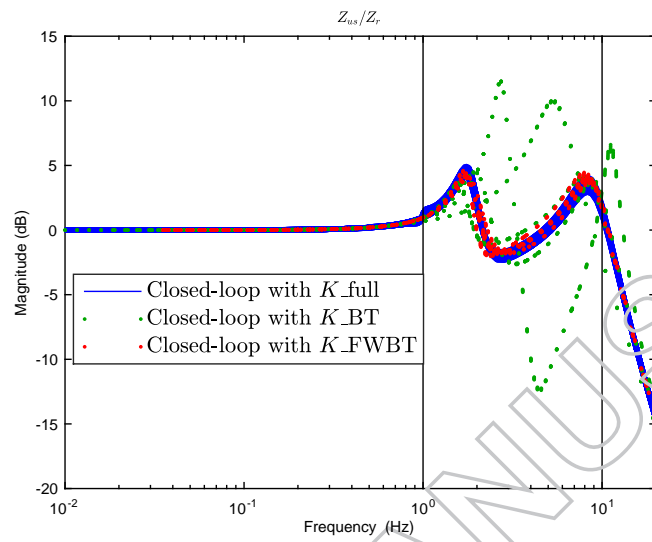 Z_us/Z_r
15
10
5
0
-5
-10
-15
-20
Magnitude (dB)
Closed-loop with K_full
Closed-loop with K_BT
Closed-loop with K_FWBT
10^-2
10^-1
10^0
10^1
Frequency (Hz)
NUS